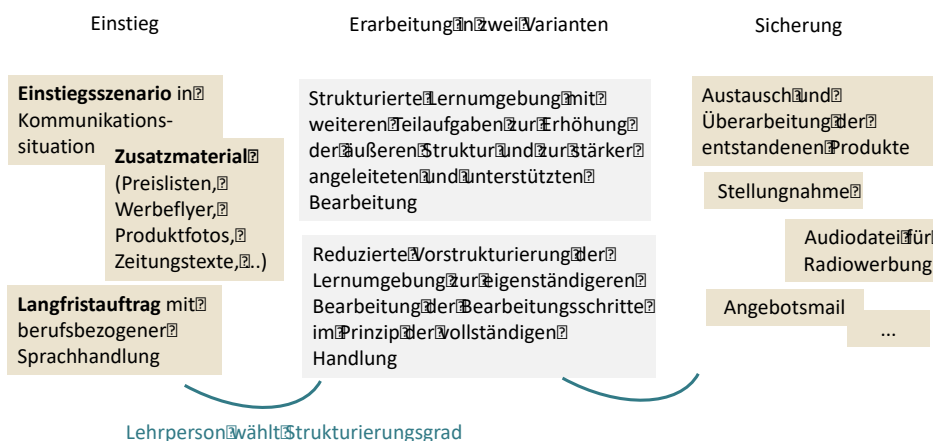 Einstieg
Erarbeitung in zwei Varianten
Sicherung
Einstiegsszenario in
Kommunikations-
situation
Zusatzmaterial
(Preislisten,
Werbeflyer,
Produktfotos,
Zeitungstexte, ..)
Langfristauftrag mit
berufsbezogener
Sprachhandlung
Strukturierte Lernumgebung mit
weiteren Teilaufgaben zur Erhöhung
der äußeren Struktur und zur stärker
angeleiteten und unterstützten
Bearbeitung
Reduzierte Vorstrukturierung der
Lernumgebung zur eigenständigeren
Bearbeitung der Bearbeitungsschritte
im Prinzip der vollständigen
Handlung
Austausch und
Überarbeitung der
entstandenen Produkte
Stellungnahme
Audiodatei für
Radiowerbung
Angebotsmail
...
Lehrperson wählt Strukturierungsgrad